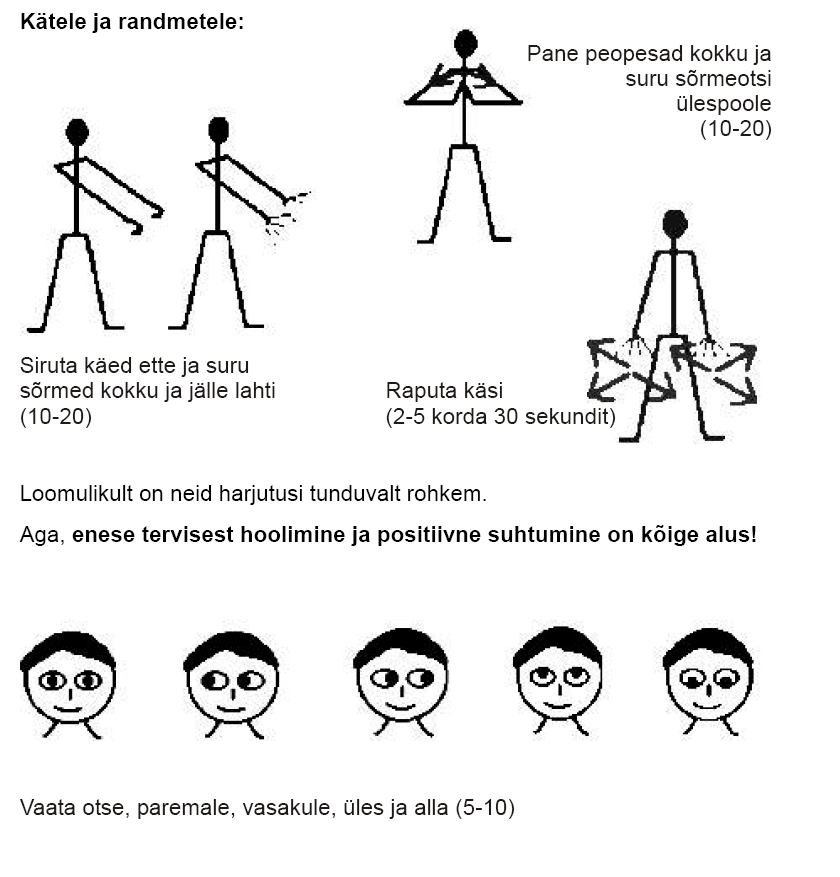 Kätele ja randmetele:
Pane peopesad kokku ja
suru sõrmeotsi
ülespoole
(10-20)
Siruta käed ette ja suru
sõrmed kokku ja jälle lahti
(10-20)
Raputa käsi
(2-5 korda 30 sekundit)
Loomulikult on neid harjutusi tunduvalt rohkem.
Aga, enese tervisest hoolimine ja positiivne suhtumine on kõige alus!
Vaata otse, paremale, vasakule, üles ja alla (5-10)